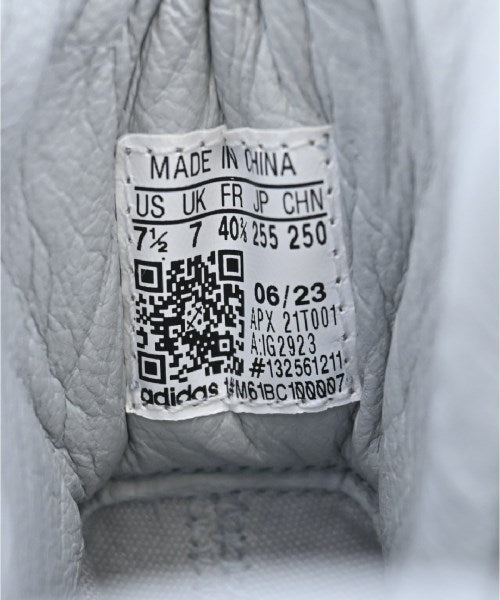 MADE IN CHINA
US UK FR JP CHN
7½ 7 40⅔ 255 250
06/23
APX 21T001
A:IG2923
#132561211
adidas 1#M61BC100007